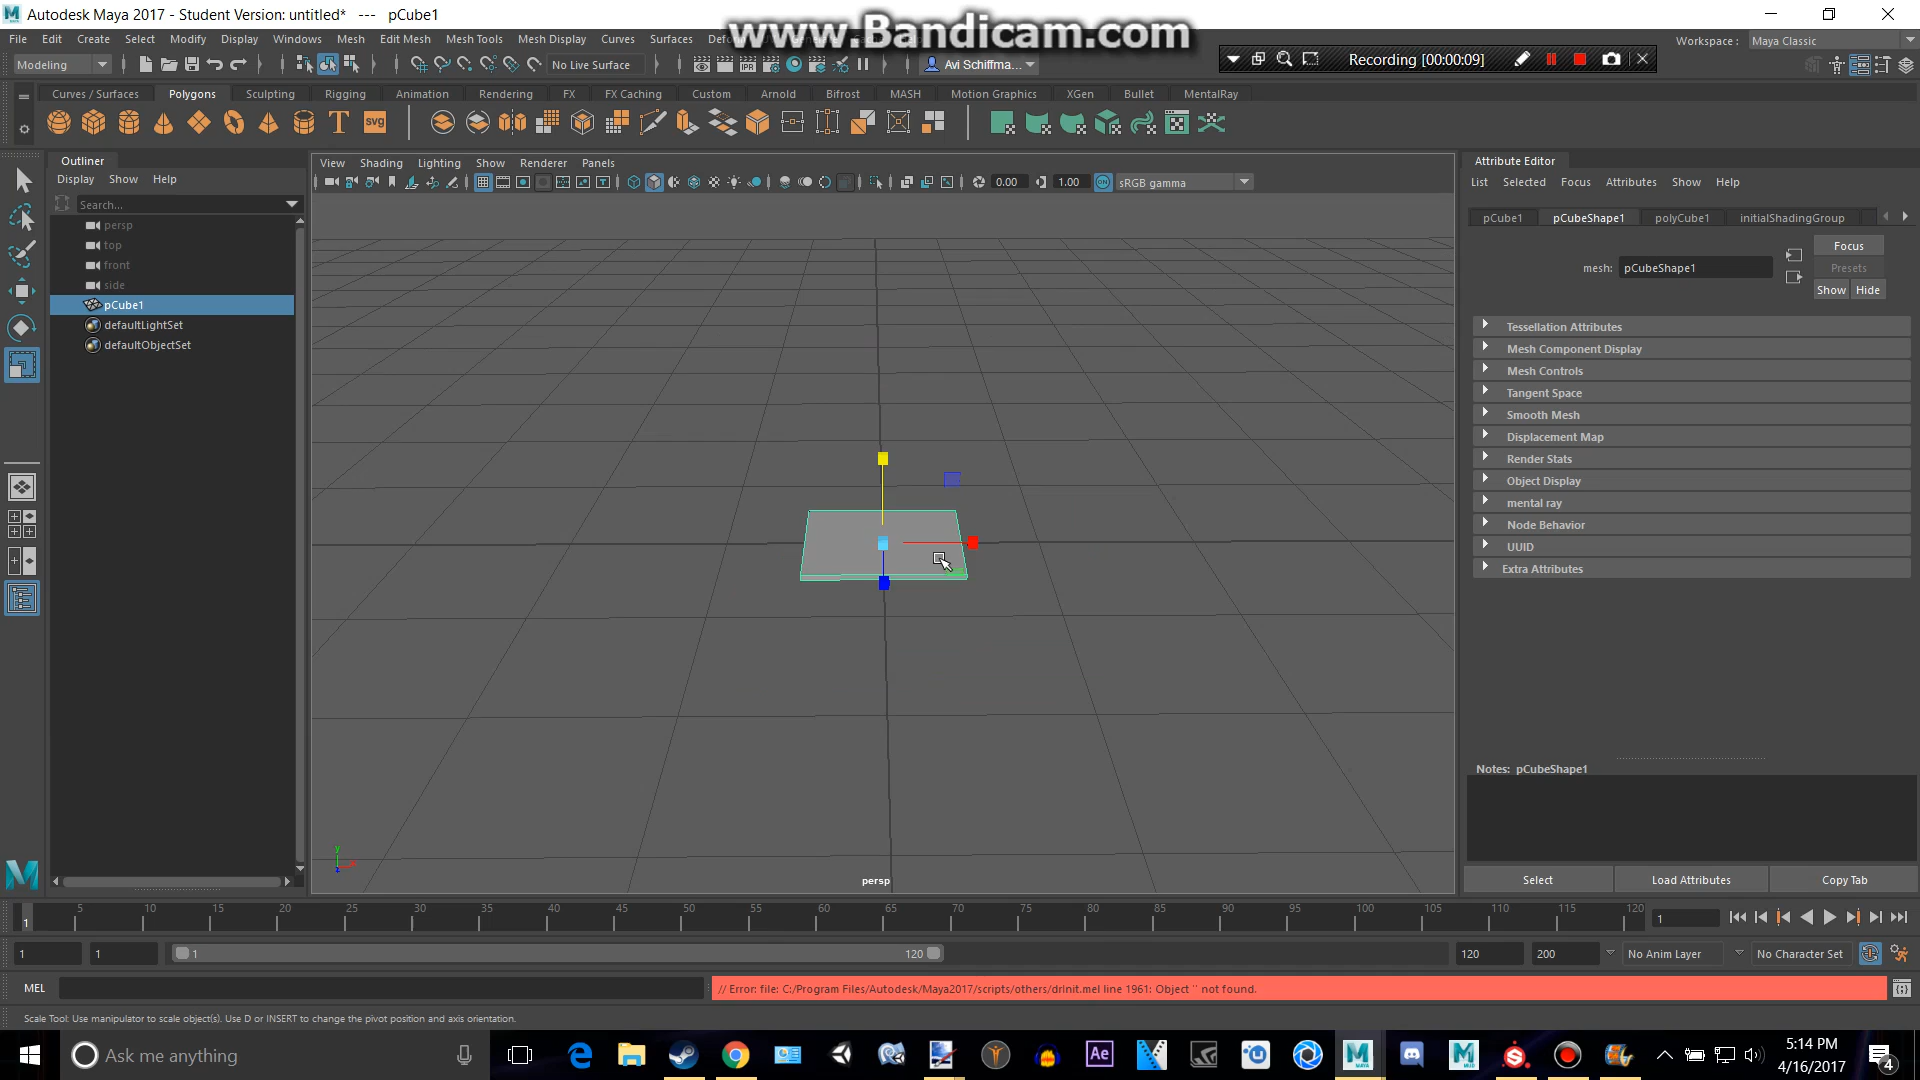 Autodesk Maya 2017 - Student Version: untitled*   ---   pCube1
www.Bandicam.com
File Edit Create Select Modify Display Windows Mesh Edit Mesh Mesh Tools Mesh Display Curves Surfaces
Workspace : Maya Classic
Modeling
No Live Surface
Avi Schiffma...
Recording [00:00:09]
Curves / Surfaces Polygons Sculpting Rigging Animation Rendering FX FX Caching Custom Arnold Bifrost MASH Motion Graphics XGen Bullet MentalRay
T svg
Outliner
Display Show Help
Search...
persp
top
front
side
pCube1
defaultLightSet
defaultObjectSet
View Shading Lighting Show Renderer Panels
0.00 1.00 ON sRGB gamma
y
z
persp
Attribute Editor
List Selected Focus Attributes Show Help
pCube1 pCubeShape1 polyCube1 initialShadingGroup
Focus
mesh: pCubeShape1
Presets
Show Hide
Tessellation Attributes
Mesh Component Display
Mesh Controls
Tangent Space
Smooth Mesh
Displacement Map
Render Stats
Object Display
mental ray
Node Behavior
UUID
Extra Attributes
Notes: pCubeShape1
Select Load Attributes Copy Tab
5 10 15 20 25 30 35 40 45 50 55 60 65 70 75 80 85 90 95 100 105 110 115 120
1
1
1 1 1 120 120 200 No Anim Layer No Character Set
MEL
// Error: file: C:/Program Files/Autodesk/Maya2017/scripts/others/drinit.mel line 1961: Object '' not found.
Scale Tool: Use manipulator to scale object(s). Use D or INSERT to change the pivot position and axis orientation.
Ask me anything
Ae
5:14 PM
4/16/2017
4